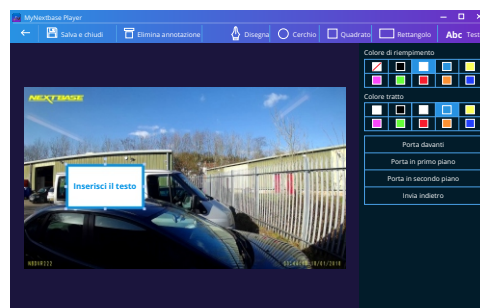 MyNextbase Player
Salva e chiudi
Elimina annotazione
Disegna
Cerchio
Quadrato
Rettangolo
Abc Test
Colore di riempimento
Colore tratto
Porta davanti
Porta in primo piano
Porta in secondo piano
Invia indietro
NEXTBASE
Inserisci il testo